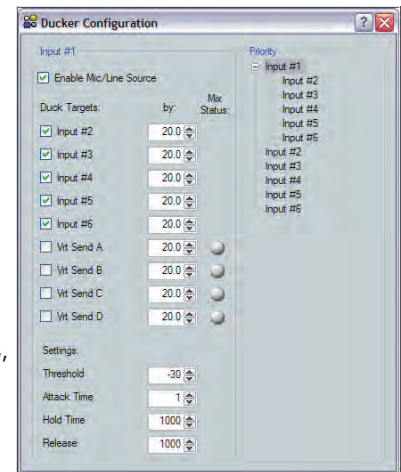 Ducker Configuration
Input #1
Enable Mic/Line Source
Duck Targets: by: Mix Status:
Input #2 20.0
Input #3 20.0
Input #4 20.0
Input #5 20.0
Input #6 20.0
Vrt Send A 20.0
Vrt Send B 20.0
Vrt Send C 20.0
Vrt Send D 20.0
Settings:
Threshold -30
Attack Time 1
Hold Time 1000
Release 1000
Priority
Input #1
Input #2
Input #3
Input #4
Input #5
Input #6
Input #2
Input #3
Input #4
Input #5
Input #6